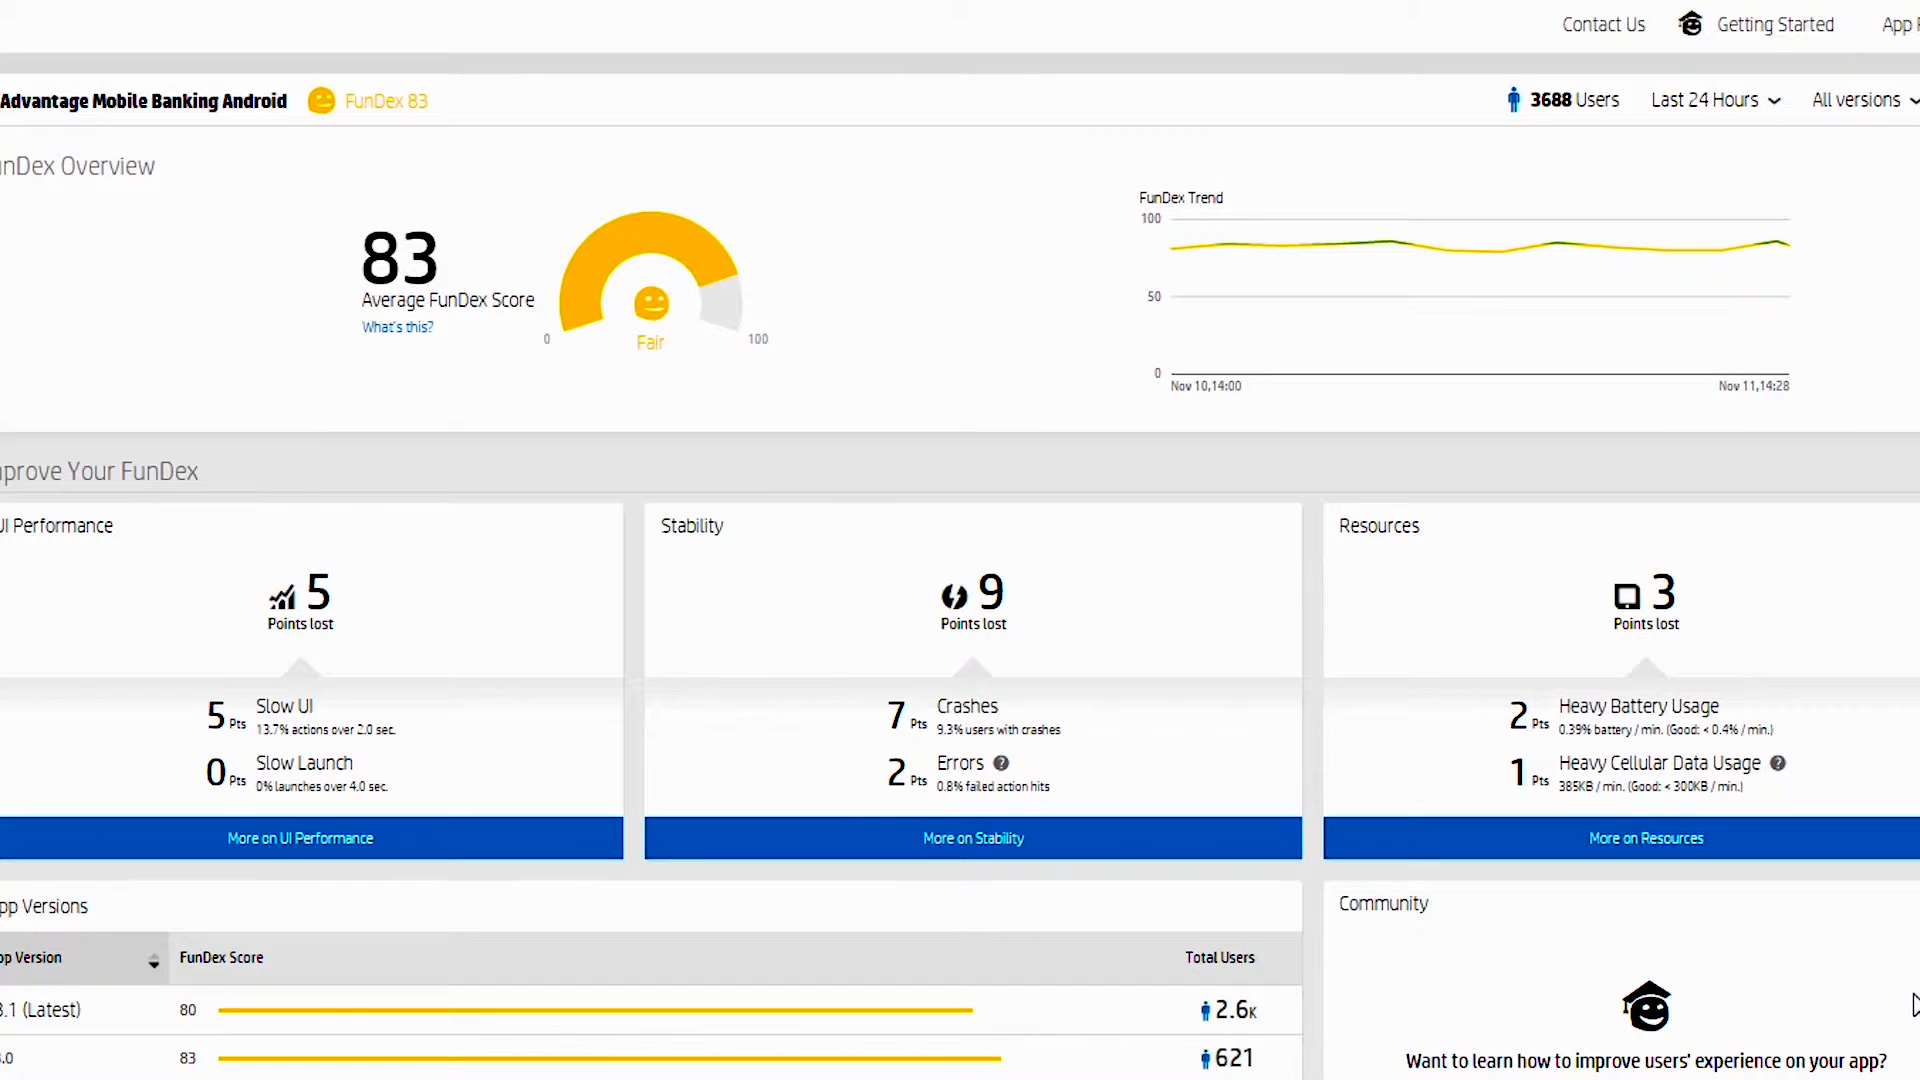 Contact Us Getting Started App
Advantage Mobile Banking Android FunDex 83 3688 Users Last 24 Hours All versions
nDex Overview
FunDex Trend
83
Average FunDex Score
What's this?
0 Fair 100
100
50
0
Nov 10,14:00 Nov 11,14:28
prove Your FunDex
UI Performance
5
Points lost
5 Pts Slow UI
13.7% actions over 2.0 sec.
0 Pts Slow Launch
0% launches over 4.0 sec.
More on UI Performance
Stability
9
Points lost
7 Pts Crashes
9.3% users with crashes
2 Pts Errors ?
0.8% failed action hits
More on Stability
Resources
3
Points lost
2 Pts Heavy Battery Usage
0.39% battery / min. (Good: < 0.4% / min.)
1 Pts Heavy Cellular Data Usage ?
385KB / min. (Good: < 300KB / min.)
More on Resources
pp Versions
pp Version FunDex Score Total Users
3.1 (Latest) 80 2.6K
.0 83 621
Community
Want to learn how to improve users' experience on your app?